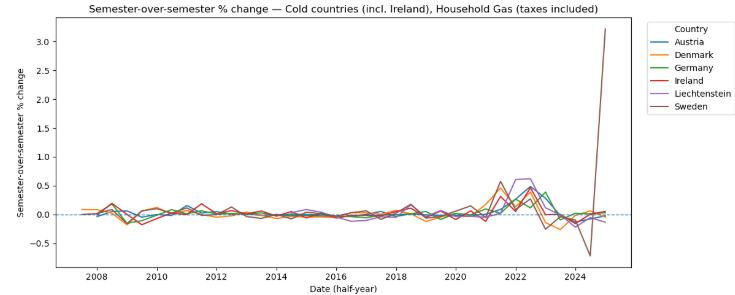 Semester-over-semester % change — Cold countries (incl. Ireland), Household Gas (taxes included)
Semester-over-semester % change
3.0
2.5
2.0
1.5
1.0
0.5
0.0
−0.5
2008
2010
2012
2014
2016
2018
2020
2022
2024
Date (half-year)
Country
Austria
Denmark
Germany
Ireland
Liechtenstein
Sweden